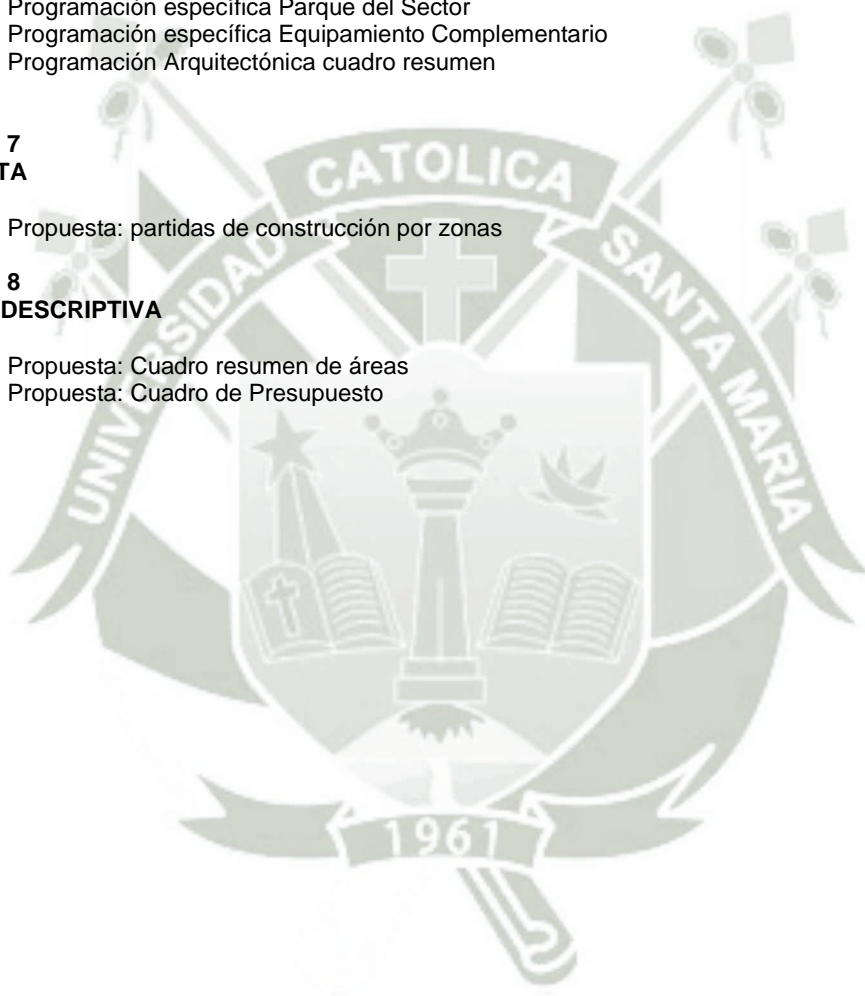 Programación específica Parque del Sector
Programación específica Equipamiento Complementario
Programación Arquitectónica cuadro resumen
7
TA
Propuesta: partidas de construcción por zonas
8
DESCRIPTIVA
Propuesta: Cuadro resumen de áreas
Propuesta: Cuadro de Presupuesto
UNIVERSIDAD CATOLICA SANTA MARIA
1961